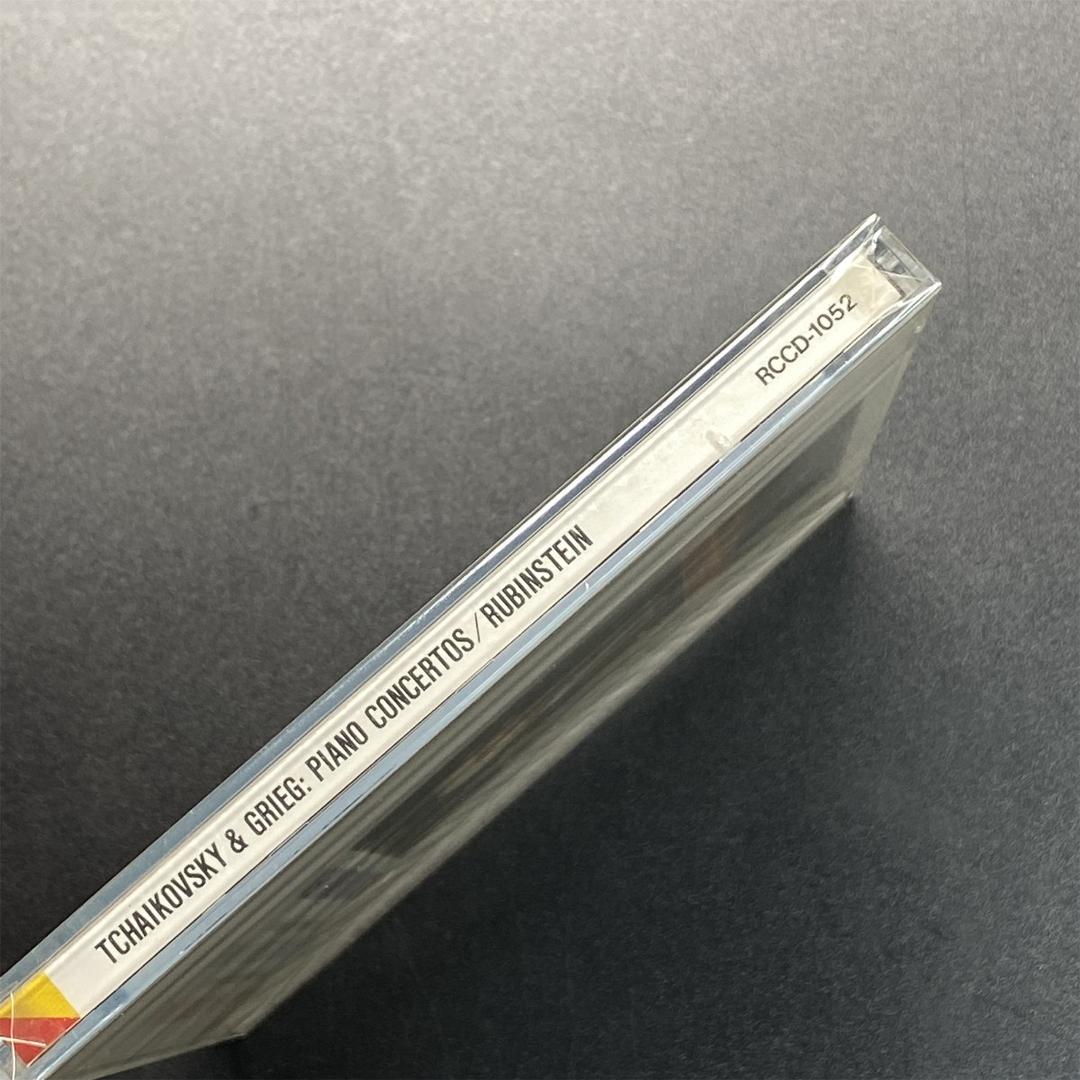 TCHAIKOVSKY & GRIEG: PIANO CONCERTOS / RUBINSTEIN
RCCD-1052